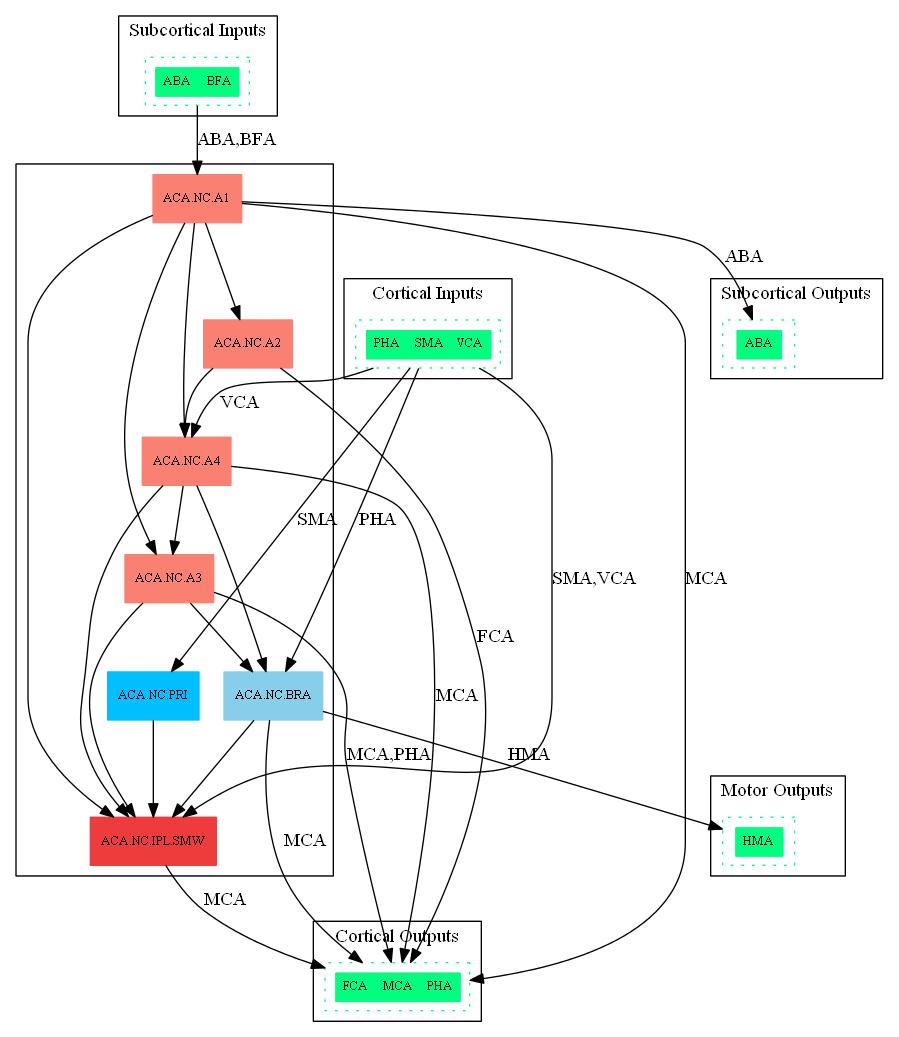 Subcortical Inputs
ABA BFA
ABA,BFA
ACA.NC.A1
ABA
Cortical Inputs
Subcortical Outputs
PHA SMA VCA
ACA.NC.A2
ABA
VCA
ACA.NC.A4
SMA
PHA
ACA.NC.A3
SMA,VCA
MCA
FCA
ACA.NC.PRI
ACA.NC.BRA
MCA
MCA,PHA
HMA
Motor Outputs
ACA.NC.IPL.SMW
MCA
HMA
MCA
Cortical Outputs
FCA MCA PHA